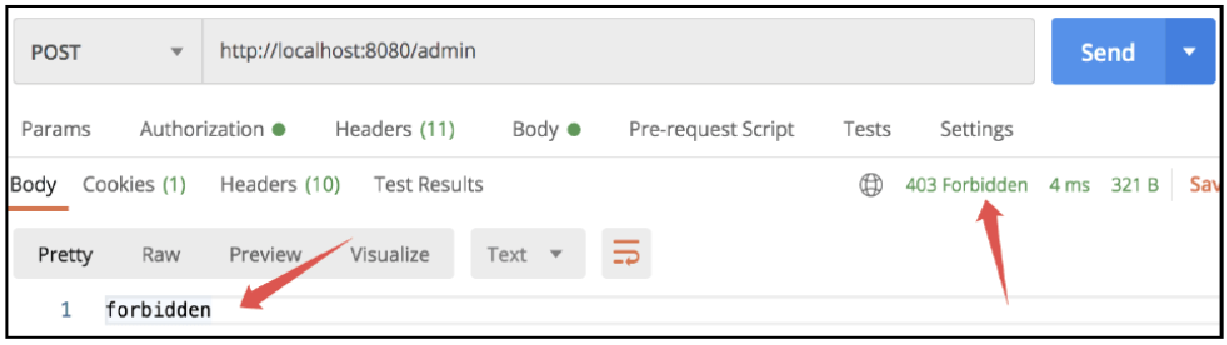 POST http://localhost:8080/admin Send
Params Authorization Headers (11) Body Pre-request Script Tests Settings
Body Cookies (1) Headers (10) Test Results 403 Forbidden 4 ms 321 B Sav
Pretty Raw Preview Visualize Text
1 forbidden